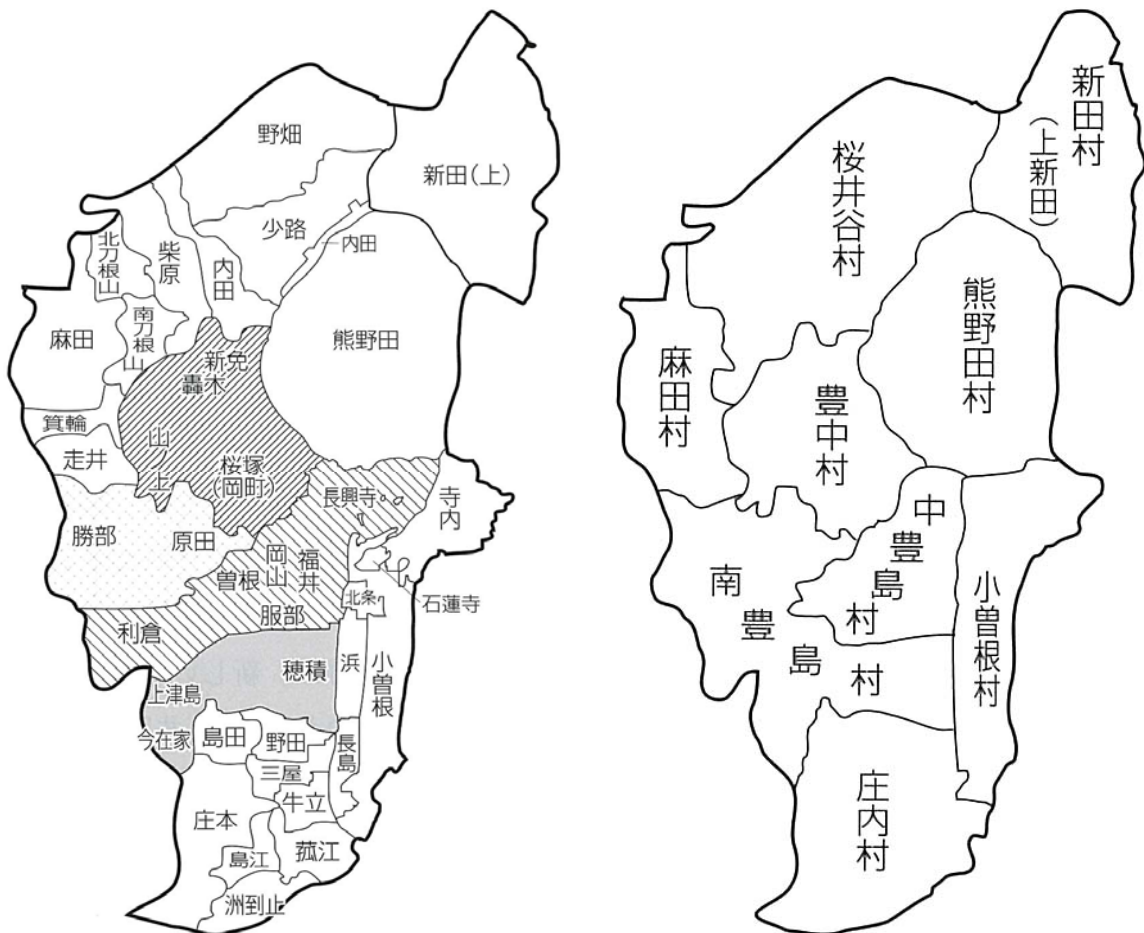 野畑
新田(上)
少路
内田
北刀根山
柴原
内田
麻田
南刀根山
熊野田
新免
轟木
箕輪
山ノ上
桜塚
(岡町)
走井
長興寺
寺内
勝部
原田
曽根
岡山
福井
石蓮寺
北条
服部
利倉
穂積
浜
小曽根
上津島
今在家
島田
野田
長島
三屋
牛立
庄本
島江
菰江
洲到止
新田村
(上新田)
桜井谷村
熊野田村
麻田村
豊中村
中豊島村
南豊島村
小曽根村
庄内村